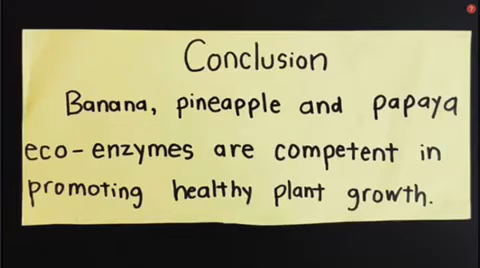 Conclusion
Banana, pineapple and papaya
eco-enzymes are competent in
promoting healthy plant growth.